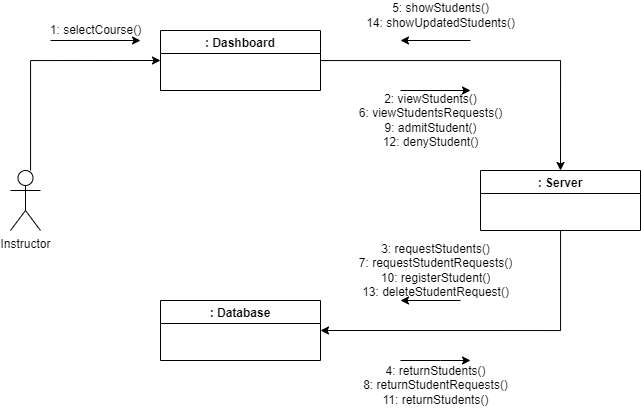 5: showStudents()
14: showUpdatedStudents()
1: selectCourse()
: Dashboard
2: viewStudents()
6: viewStudentsRequests()
9: admitStudent()
12: denyStudent()
: Server
Instructor
3: requestStudents()
7: requestStudentRequests()
10: registerStudent()
13: deleteStudentRequest()
: Database
4: returnStudents()
8: returnStudentRequests()
11: returnStudents()